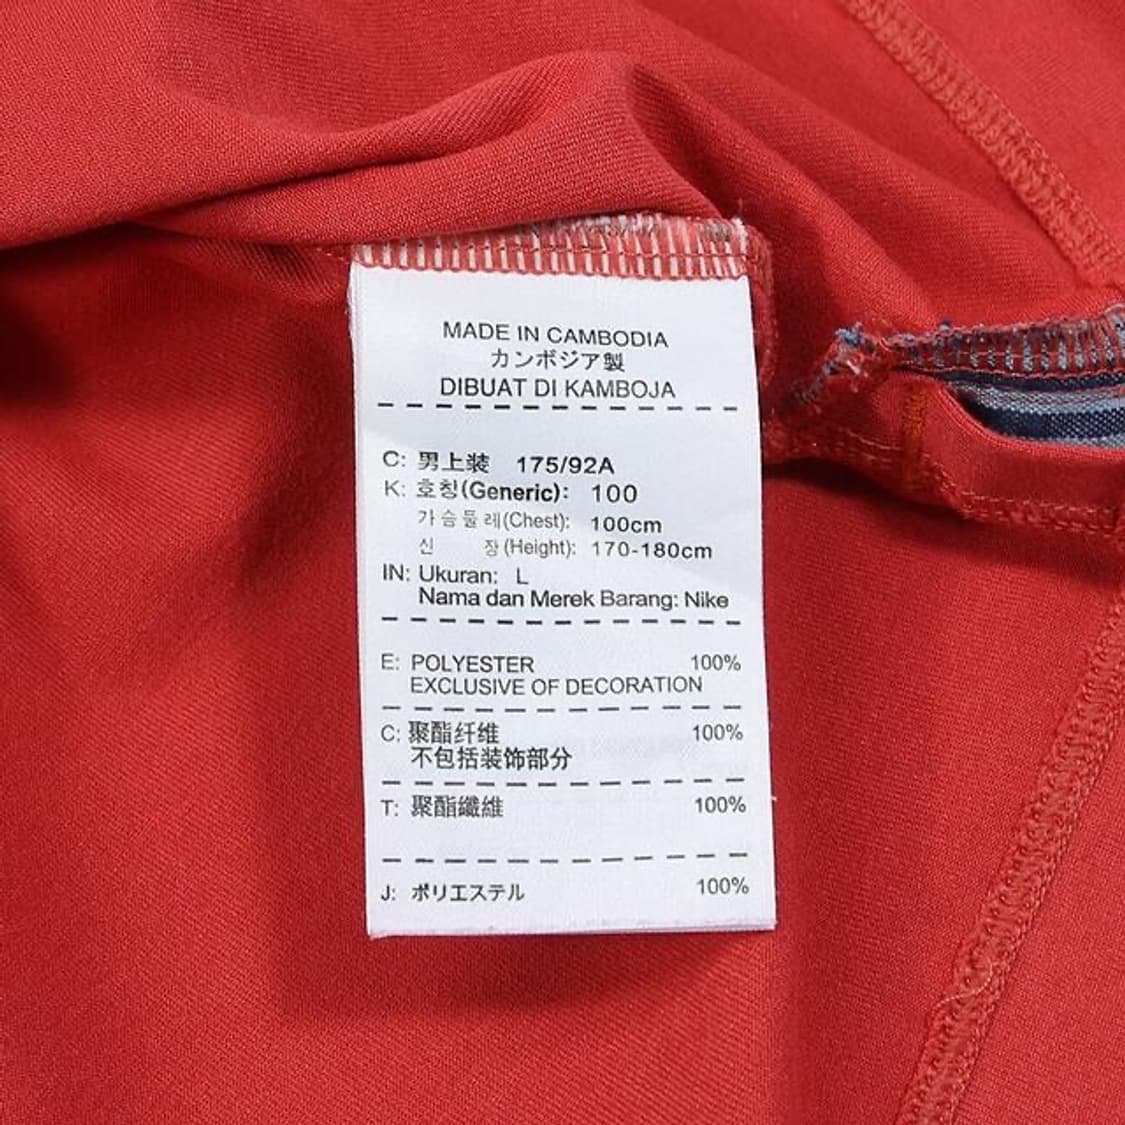 MADE IN CAMBODIA
カンボジア製
DIBUAT DI KAMBOJA
C: 男上装 175/92A
K: 호칭(Generic): 100
가슴둘레(Chest): 100cm
신 장(Height): 170-180cm
IN: Ukuran: L
Nama dan Merek Barang: Nike
E: POLYESTER 100%
EXCLUSIVE OF DECORATION
C: 聚酯纤维 100%
不包括装饰部分
T: 聚酯纖維 100%
J: ポリエステル 100%